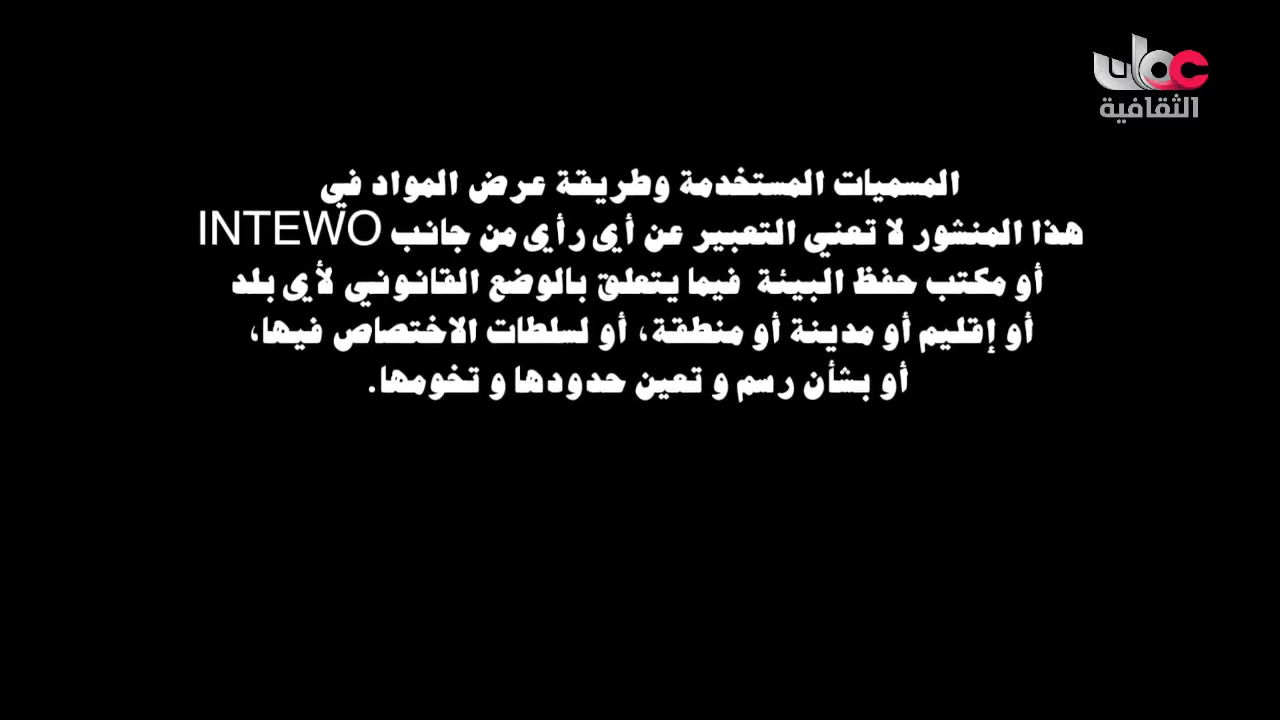 عمان
الثقافية
المسميات المستخدمة وطريقة عرض المواد في
هذا المنشور لا تعني التعبير عن أي رأي من جانب INTEWO
أو مكتب حفظ البيئة فيما يتعلق بالوضع القانوني لأي بلد
أو إقليم أو مدينة أو منطقة، أو لسلطات الاختصاص فيها،
أو بشأن رسم و تعين حدودها و تخومها.